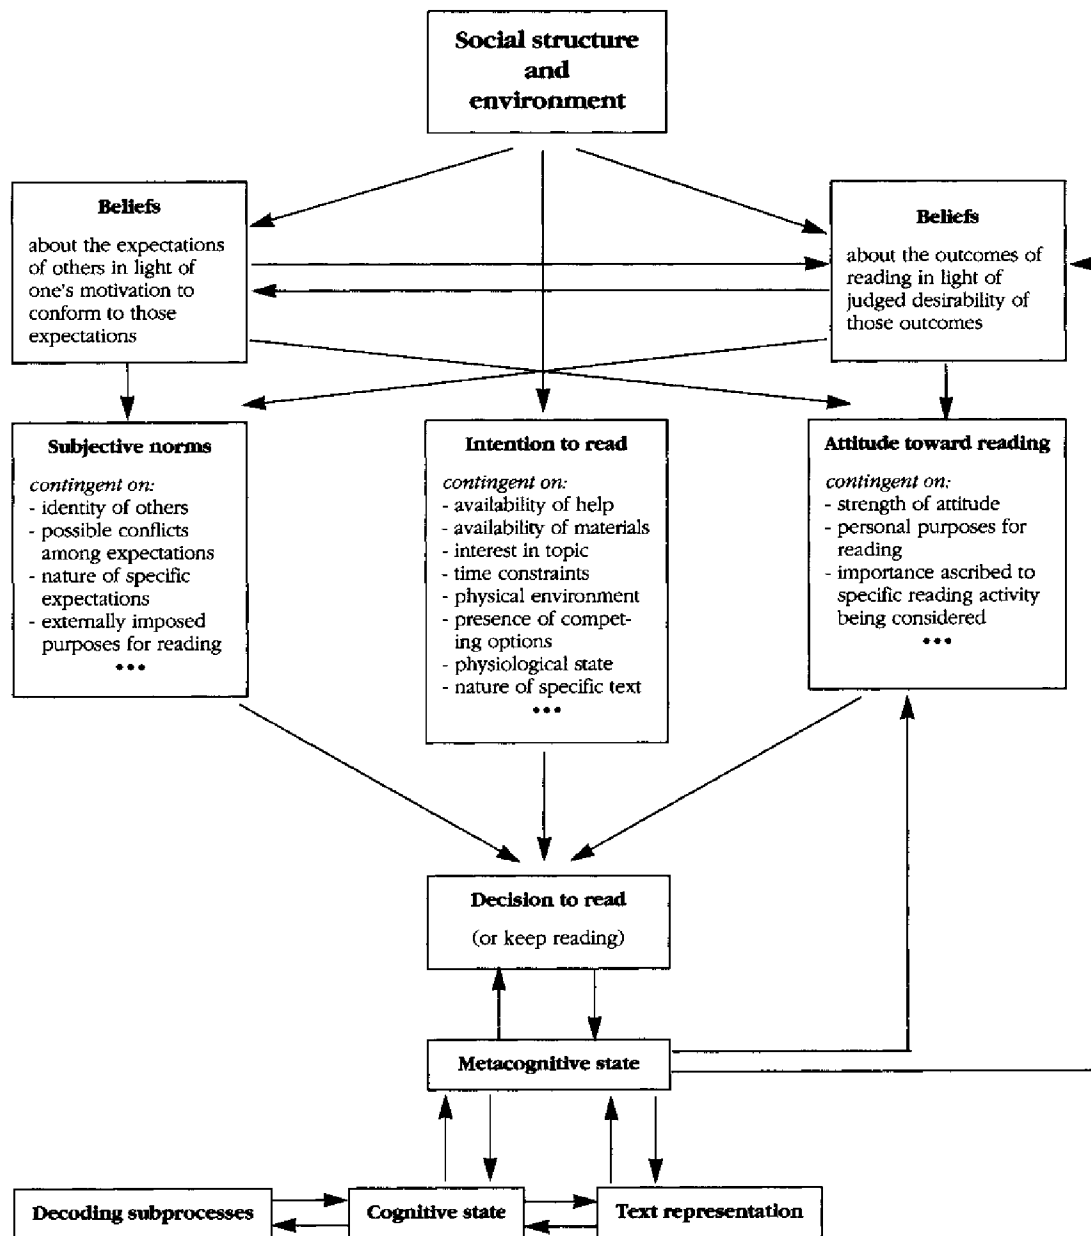 Social structure
and
environment
Beliefs
about the expectations
of others in light of
one's motivation to
conform to those
expectations
Beliefs
about the outcomes of
reading in light of
judged desirability of
those outcomes
Subjective norms
contingent on:
- identity of others
- possible conflicts
among expectations
- nature of specific
expectations
- externally imposed
purposes for reading
•••
Intention to read
contingent on:
- availability of help
- availability of materials
- interest in topic
- time constraints
- physical environment
- presence of compet-
ing options
- physiological state
- nature of specific text
•••
Attitude toward reading
contingent on:
- strength of attitude
- personal purposes for
reading
- importance ascribed to
specific reading activity
being considered
•••
Decision to read
(or keep reading)
Metacognitive state
Decoding subprocesses
Cognitive state
Text representation